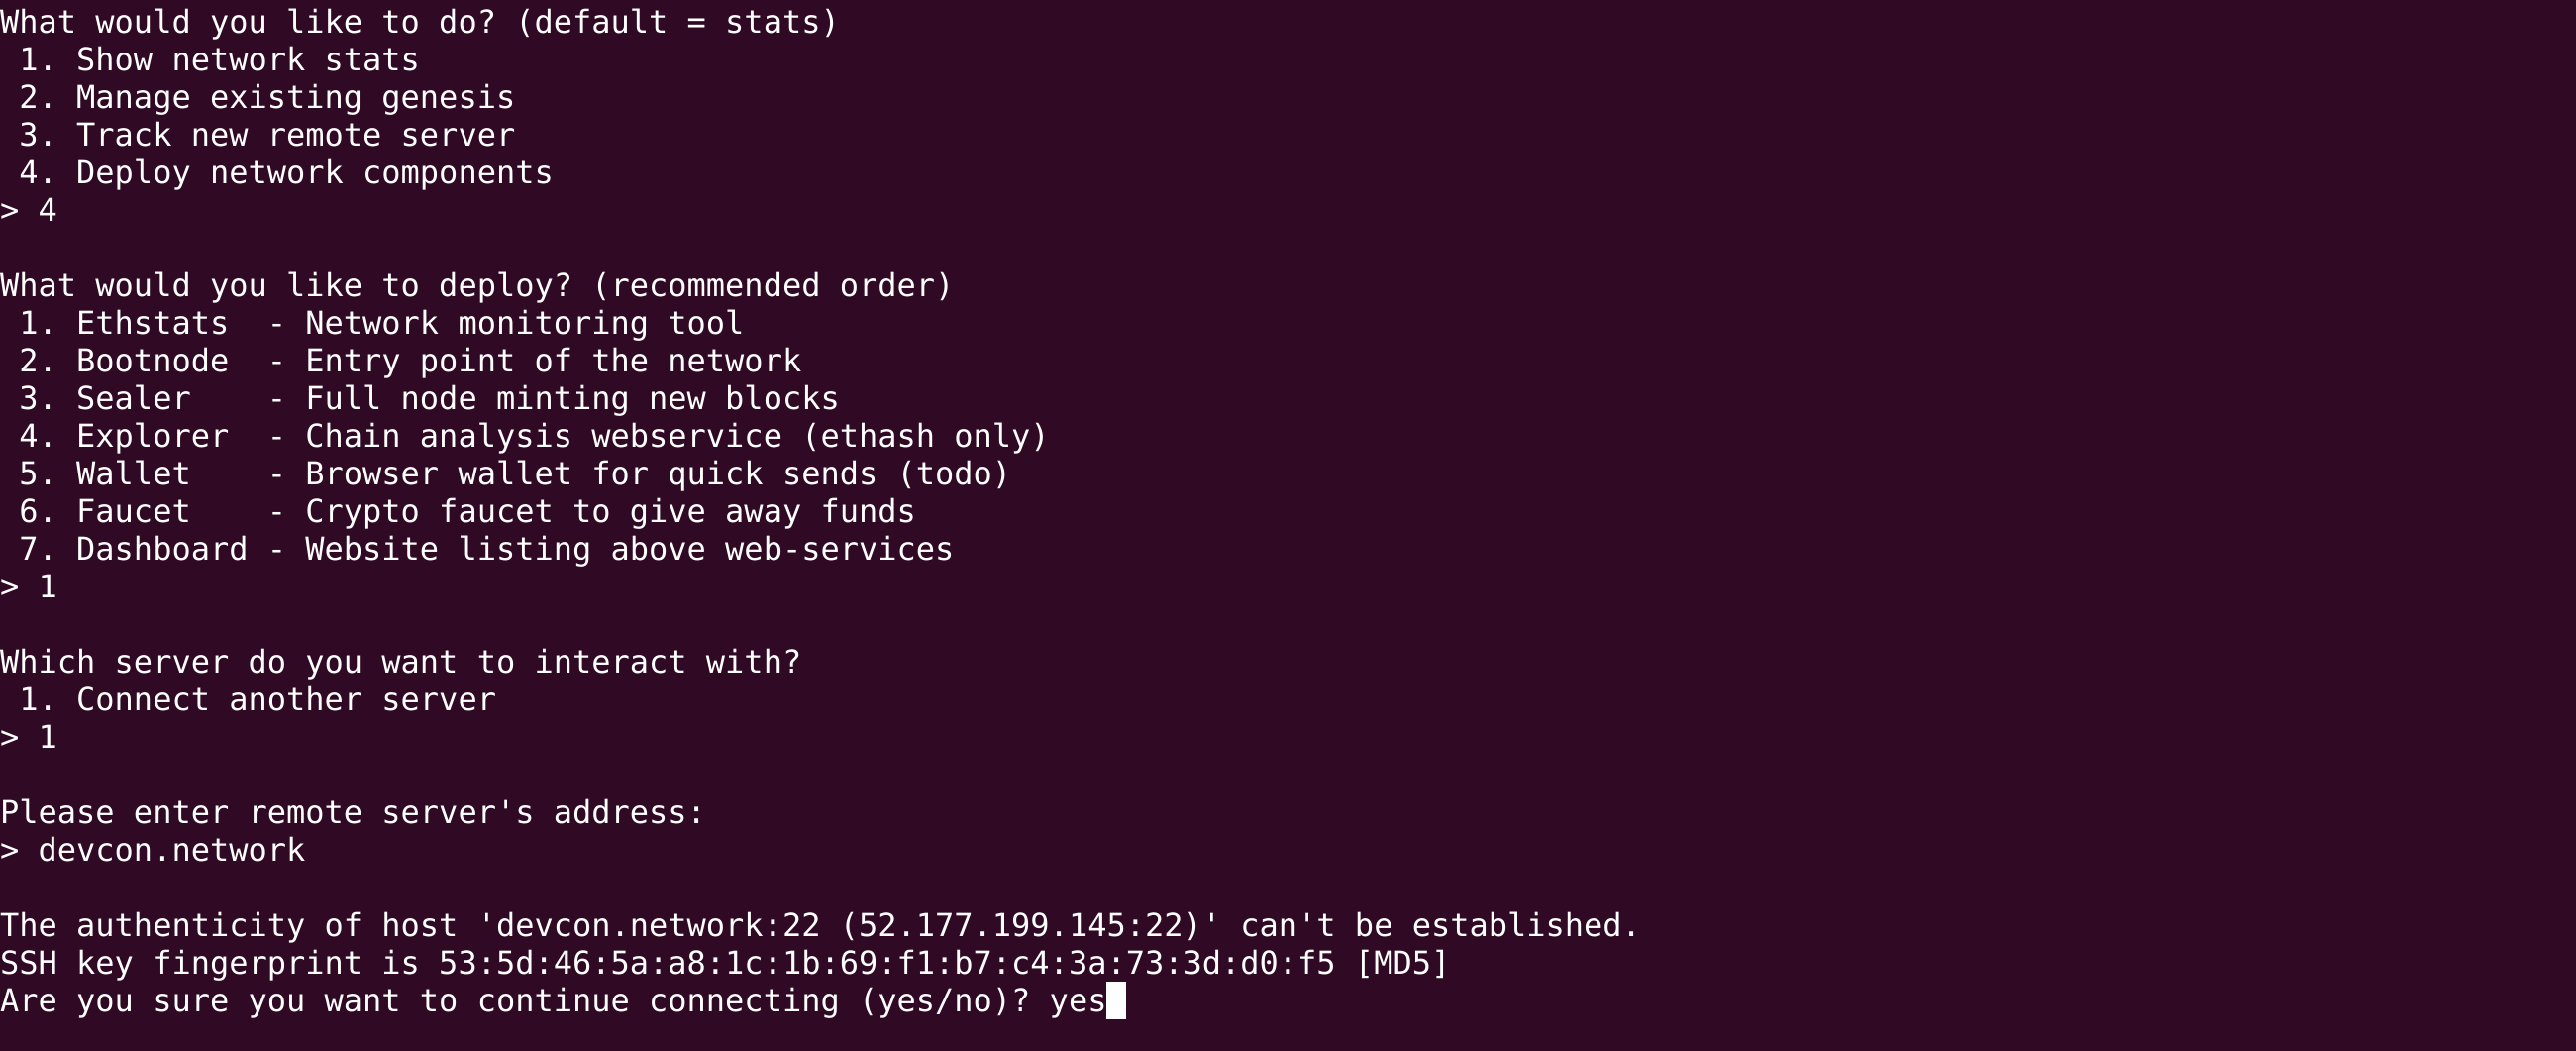 What would you like to do? (default = stats)
 1. Show network stats
 2. Manage existing genesis
 3. Track new remote server
 4. Deploy network components
> 4

What would you like to deploy? (recommended order)
 1. Ethstats  - Network monitoring tool
 2. Bootnode  - Entry point of the network
 3. Sealer    - Full node minting new blocks
 4. Explorer  - Chain analysis webservice (ethash only)
 5. Wallet    - Browser wallet for quick sends (todo)
 6. Faucet    - Crypto faucet to give away funds
 7. Dashboard - Website listing above web-services
> 1

Which server do you want to interact with?
 1. Connect another server
> 1

Please enter remote server's address:
> devcon.network

The authenticity of host 'devcon.network:22 (52.177.199.145:22)' can't be established.
SSH key fingerprint is 53:5d:46:5a:a8:1c:1b:69:f1:b7:c4:3a:73:3d:d0:f5 [MD5]
Are you sure you want to continue connecting (yes/no)? yes